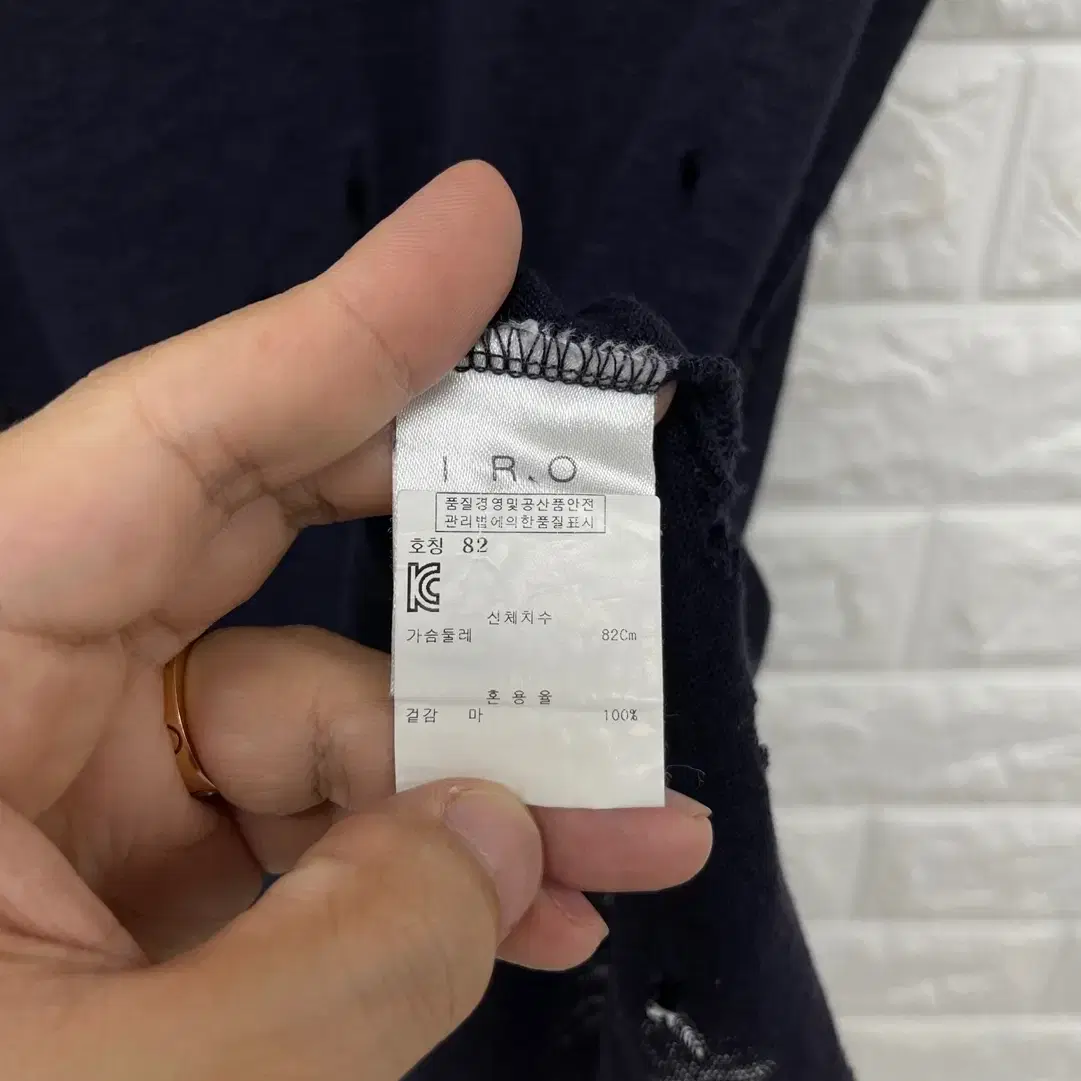 I R.O
품질경영및공산품안전
관리법에의한품질표시
호칭 82
신체치수
가슴둘레 82Cm
혼용율
겉감 마 100%